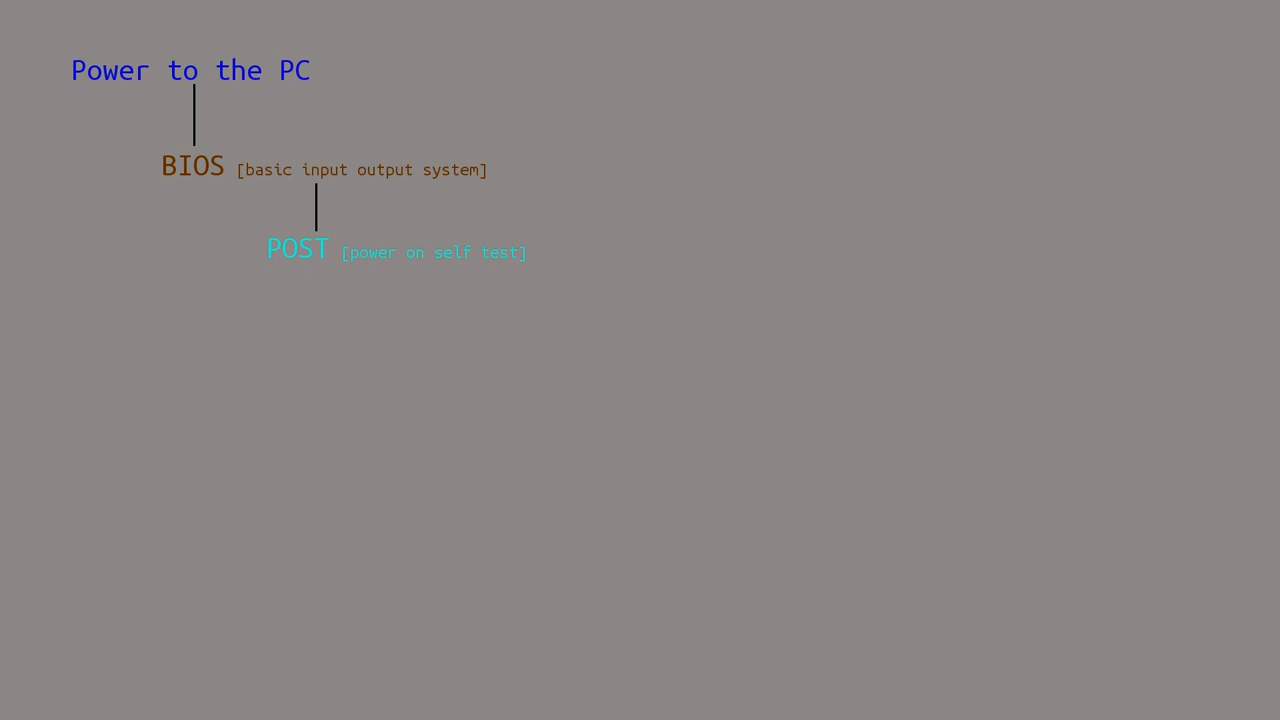 Power to the PC
BIOS [basic input output system]
POST [power on self test]